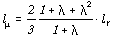 l_μ = 2/3 (1 + λ + λ²)/(1 + λ) · l_r